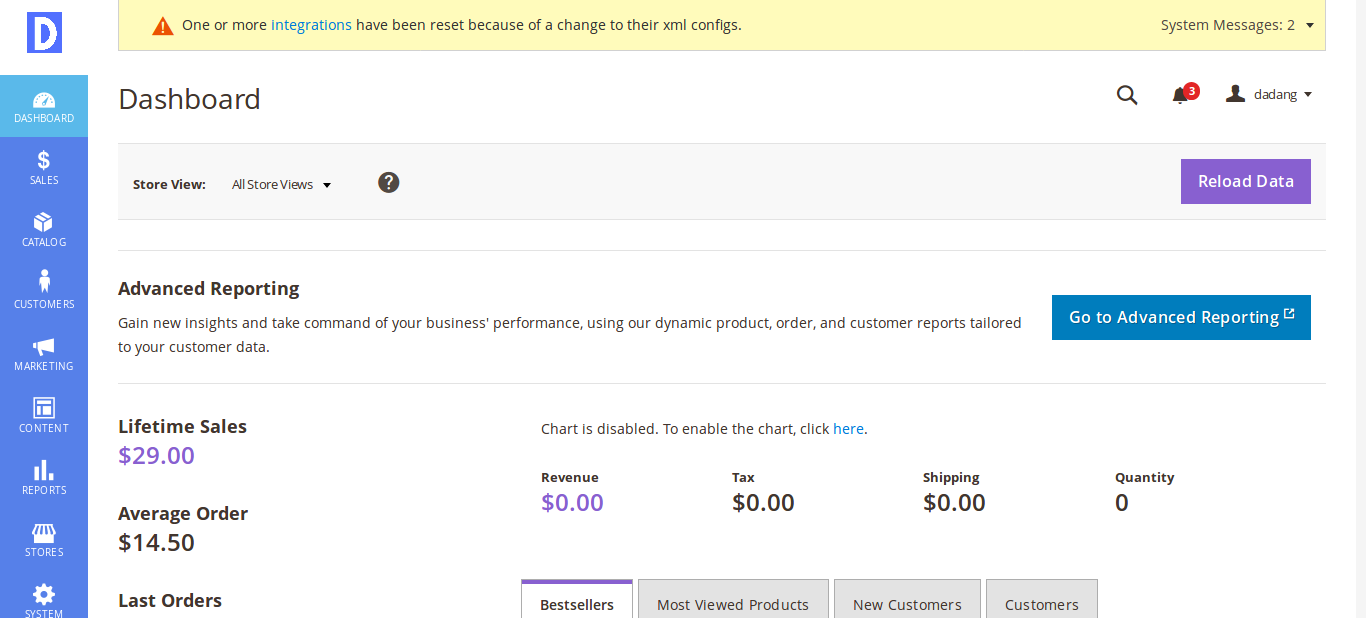 D
One or more integrations have been reset because of a change to their xml configs.
System Messages: 2
DASHBOARD
Dashboard
3
dadang
SALES
Store View:
All Store Views
?
Reload Data
CATALOG
CUSTOMERS
Advanced Reporting
Gain new insights and take command of your business' performance, using our dynamic product, order, and customer reports tailored
to your customer data.
Go to Advanced Reporting
MARKETING
CONTENT
REPORTS
STORES
SYSTEM
Lifetime Sales
$29.00
Average Order
$14.50
Last Orders
Chart is disabled. To enable the chart, click here.
Revenue
$0.00
Tax
$0.00
Shipping
$0.00
Quantity
0
Bestsellers
Most Viewed Products
New Customers
Customers